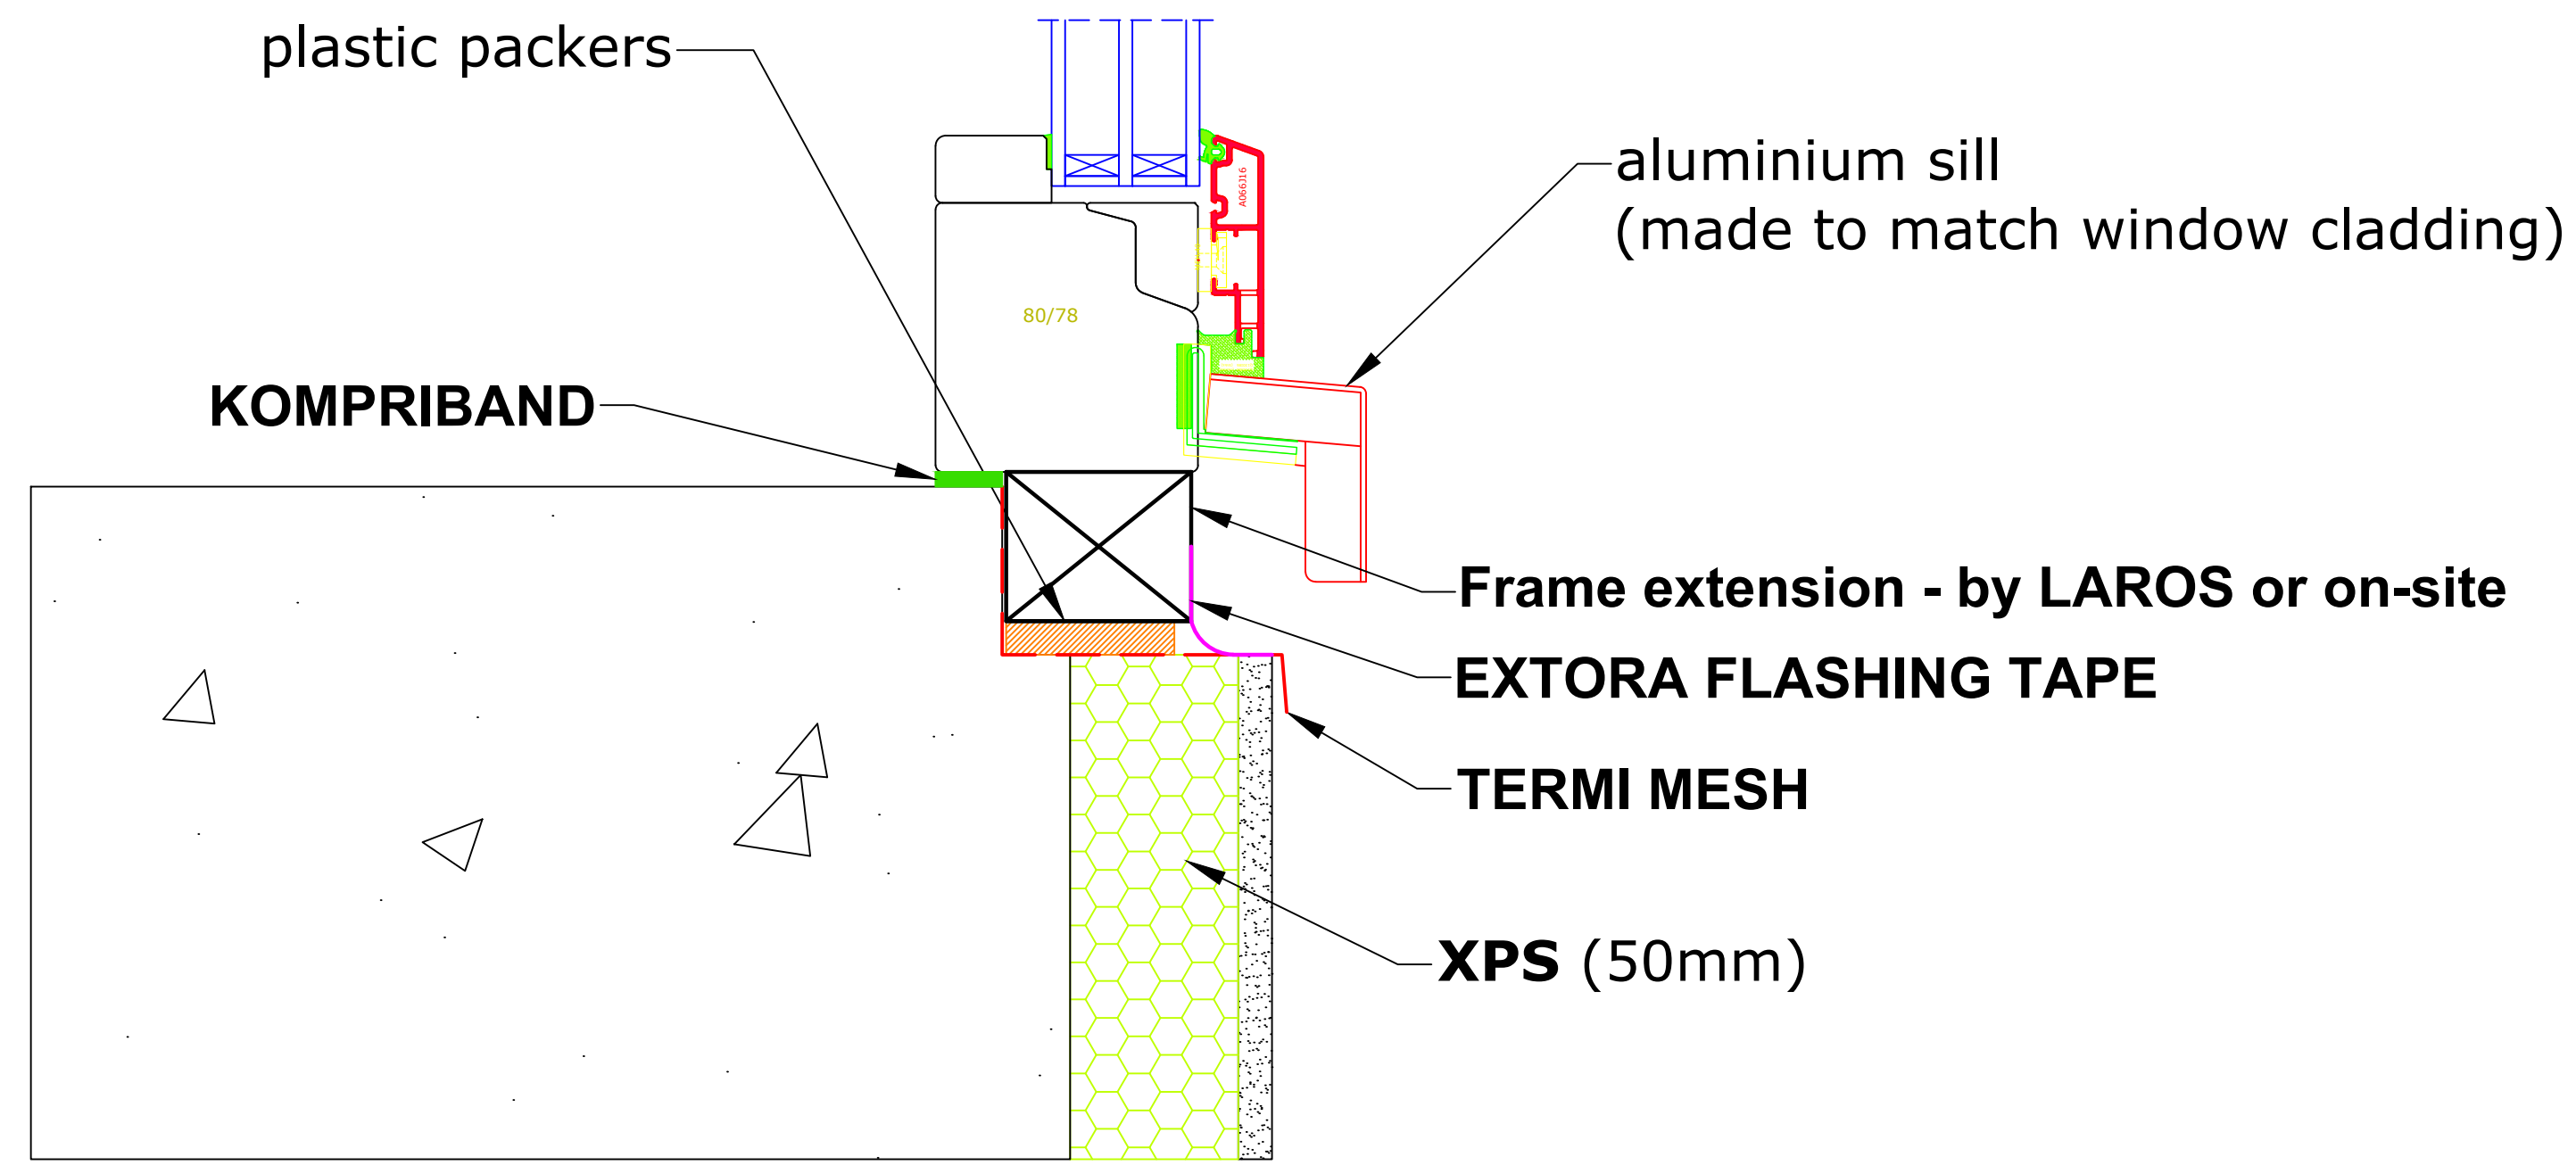 plastic packers
aluminium sill
(made to match window cladding)
A066J16
80/78
KOMPRIBAND
Frame extension - by LAROS or on-site
EXTORA FLASHING TAPE
TERMI MESH
XPS (50mm)